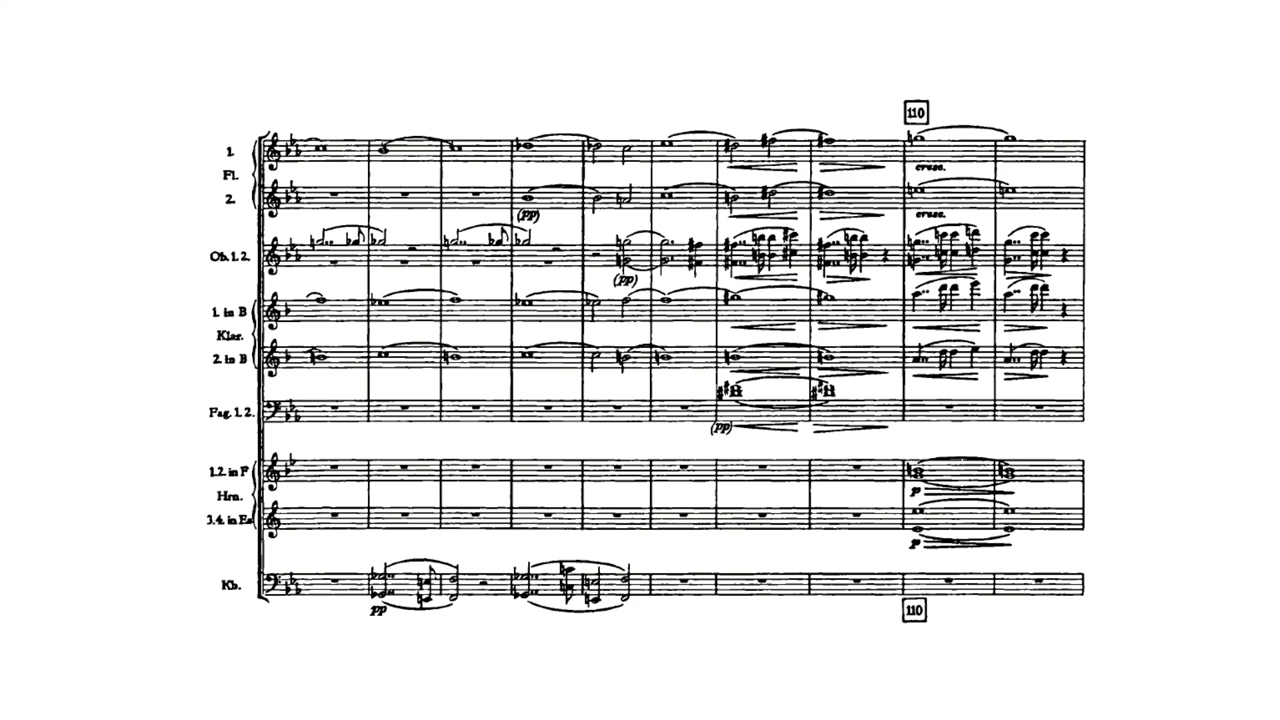 110
1.
Fl.
cresc.
2.
(pp)
cresc.
Ob. 1. 2.
(pp)
1. in B
Klar.
2. in B
Fag. 1. 2.
(pp)
1.2. in F
p
Hrn.
3.4. in Es
p
Kb.
pp
110